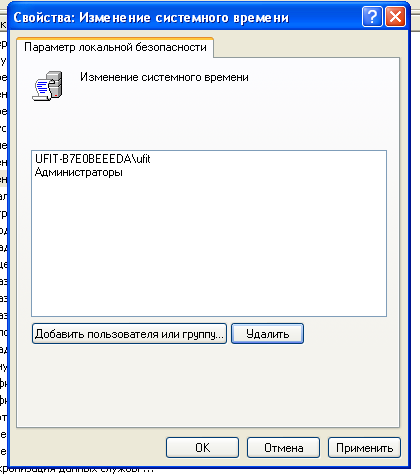 Свойства: Изменение системного времени
Параметр локальной безопасности
Изменение системного времени
UFIT-B7E0BEEEDA\ufit
Администраторы
Добавить пользователя или группу...
Удалить
OK
Отмена
Применить